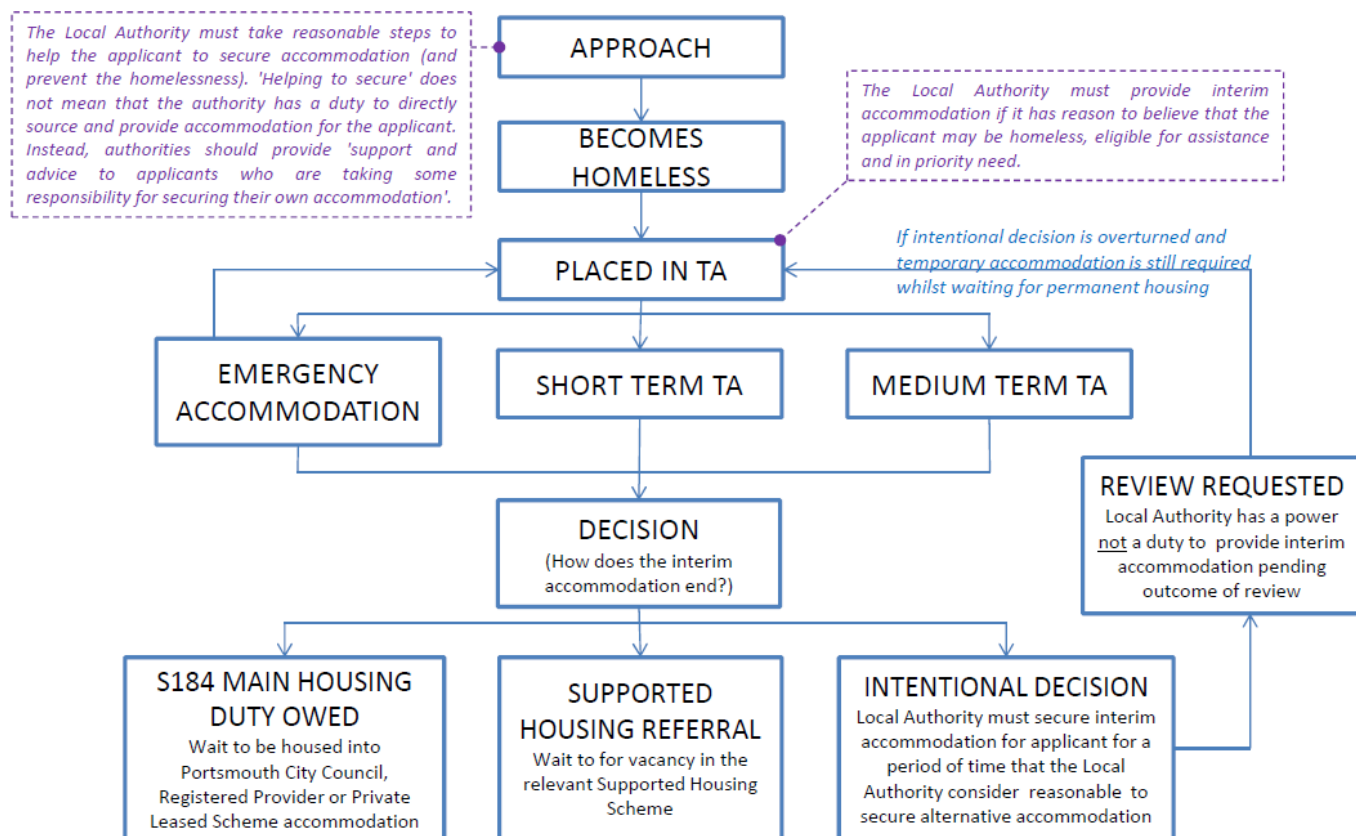 The Local Authority must take reasonable steps to
help the applicant to secure accommodation (and
prevent the homelessness). 'Helping to secure' does
not mean that the authority has a duty to directly
source and provide accommodation for the applicant.
Instead, authorities should provide 'support and
advice to applicants who are taking some
responsibility for securing their own accommodation'.
APPROACH
The Local Authority must provide interim
accommodation if it has reason to believe that the
applicant may be homeless, eligible for assistance
and in priority need.
BECOMES
HOMELESS
PLACED IN TA
If intentional decision is overturned and
temporary accommodation is still required
whilst waiting for permanent housing
EMERGENCY
ACCOMMODATION
SHORT TERM TA
MEDIUM TERM TA
REVIEW REQUESTED
Local Authority has a power
not a duty to provide interim
accommodation pending
outcome of review
DECISION
(How does the interim
accommodation end?)
S184 MAIN HOUSING
DUTY OWED
Wait to be housed into
Portsmouth City Council,
Registered Provider or Private
Leased Scheme accommodation
SUPPORTED
HOUSING REFERRAL
Wait to for vacancy in the
relevant Supported Housing
Scheme
INTENTIONAL DECISION
Local Authority must secure interim
accommodation for applicant for a
period of time that the Local
Authority consider reasonable to
secure alternative accommodation